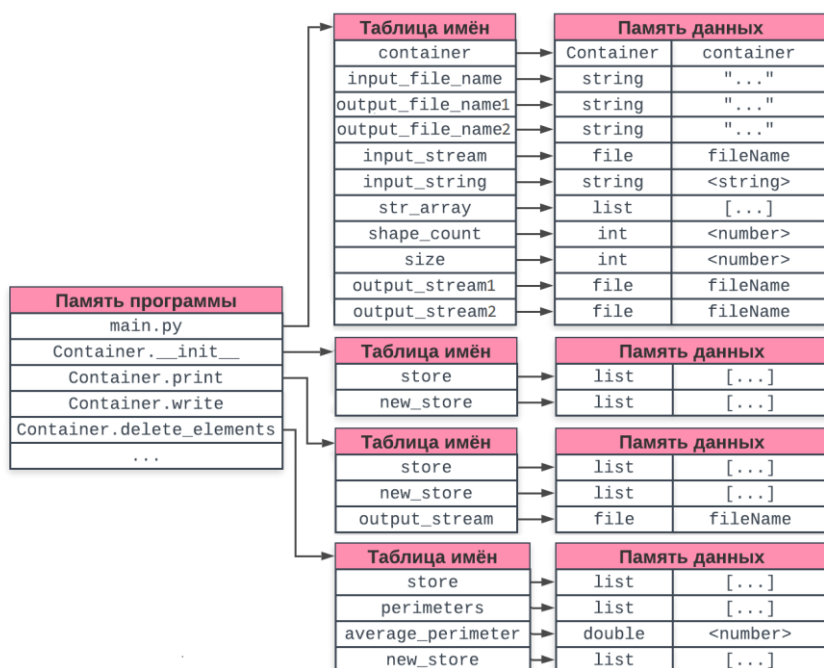 Таблица имён Память данных
container Container container
input_file_name string "..."
output_file_name1 string "..."
output_file_name2 string "..."
input_stream file fileName
input_string string <string>
str_array list [...]
shape_count int <number>
size int <number>
output_stream1 file fileName
output_stream2 file fileName
Память программы
main.py
Container.__init__
Container.print
Container.write
Container.delete_elements
...
Таблица имён Память данных
store list [...]
new_store list [...]
Таблица имён Память данных
store list [...]
new_store list [...]
output_stream file fileName
Таблица имён Память данных
store list [...]
perimeters list [...]
average_perimeter double <number>
new_store list [...]